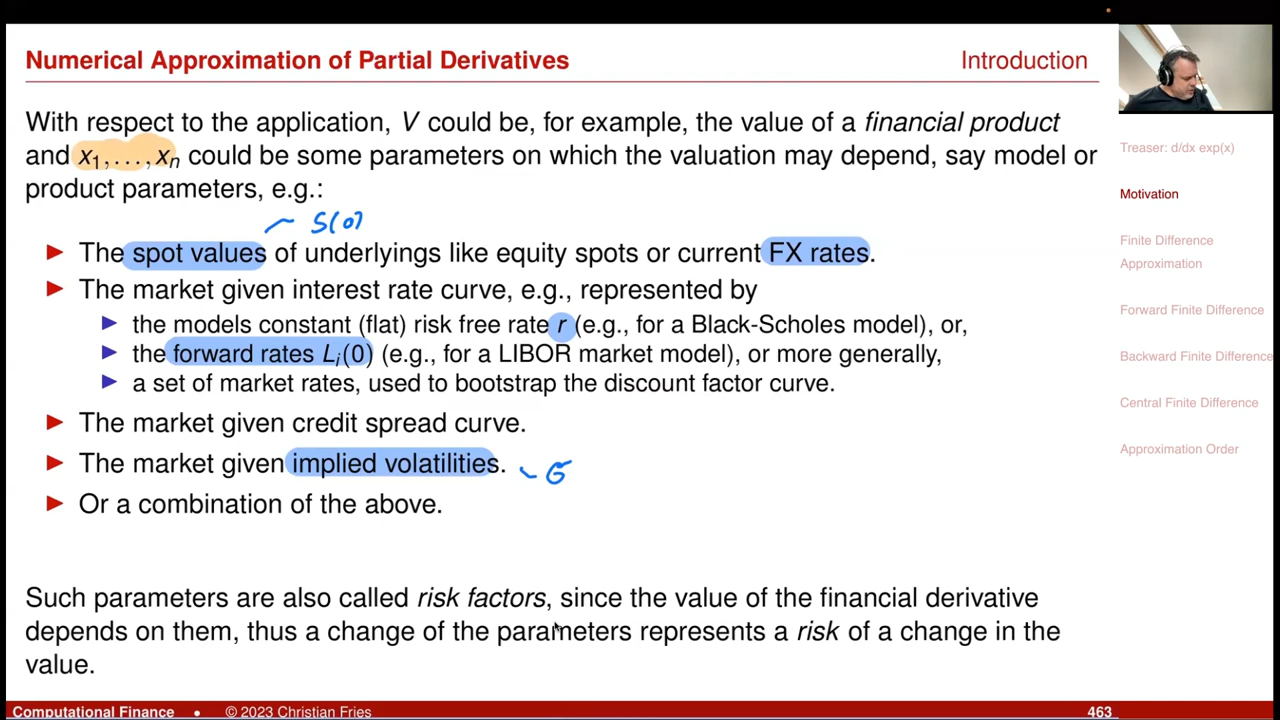 Numerical Approximation of Partial Derivatives
Introduction
With respect to the application, V could be, for example, the value of a financial product
and x₁, . . . , xₙ could be some parameters on which the valuation may depend, say model or
product parameters, e.g.:
~ S(0)
► The spot values of underlyings like equity spots or current FX rates.
► The market given interest rate curve, e.g., represented by
► the models constant (flat) risk free rate r (e.g., for a Black-Scholes model), or,
► the forward rates Lᵢ(0) (e.g., for a LIBOR market model), or more generally,
► a set of market rates, used to bootstrap the discount factor curve.
► The market given credit spread curve.
► The market given implied volatilities. ~ σ
► Or a combination of the above.
Such parameters are also called risk factors, since the value of the financial derivative
depends on them, thus a change of the parameters represents a risk of a change in the
value.
Treaser: d/dx exp(x)
Motivation
Finite Difference
Approximation
Forward Finite Difference
Backward Finite Difference
Central Finite Difference
Approximation Order
Computational Finance • © 2023 Christian Fries 463